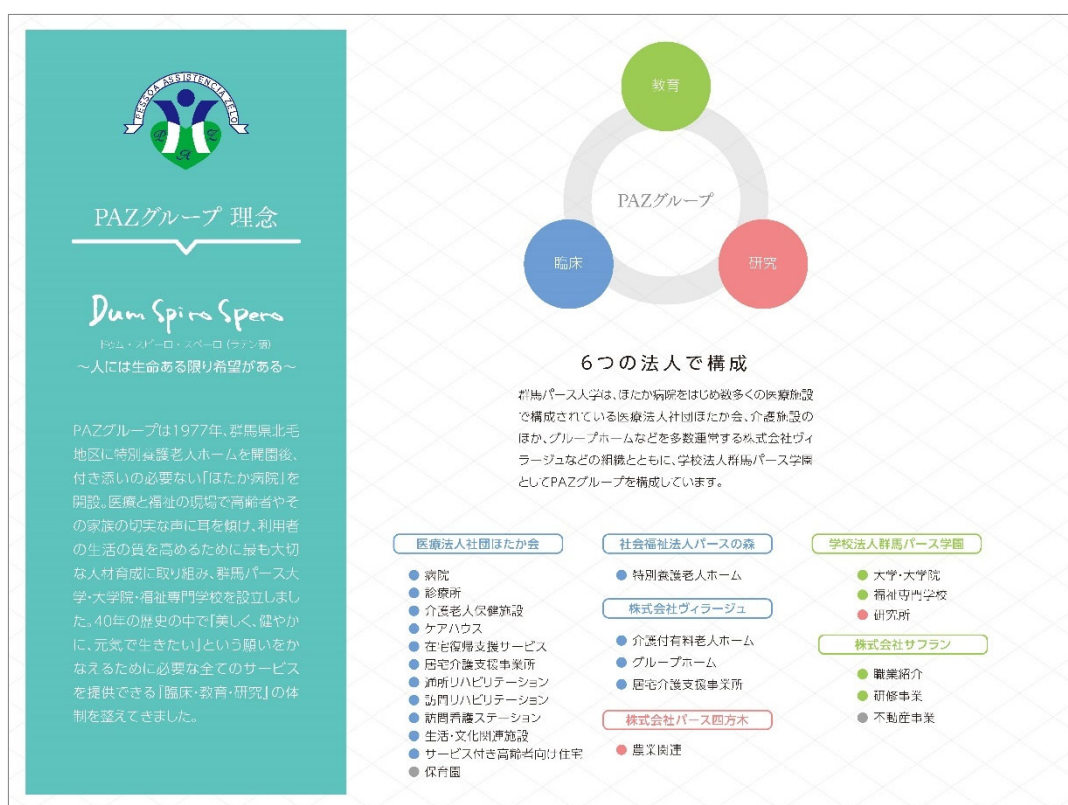 PESSOA ASSISTENCIA ZELO
P A Z
PAZグループ 理念
Dum Spiro Spero
ドゥム・スピーロ・スペーロ(ラテン語)
～人には生命ある限り希望がある～
PAZグループは1977年、群馬県北毛
地区に特別養護老人ホームを開園後、
付き添いの必要ない「ほたか病院」を
開設。医療と福祉の現場で高齢者やそ
の家族の切実な声に耳を傾け、利用者
の生活の質を高めるために最も大切
な人材育成に取り組み、群馬パース大
学・大学院・福祉専門学校を設立しまし
た。40年の歴史の中で「美しく、健やか
に、元気で生きたい」という願いをか
なえるために必要な全てのサービス
を提供できる「臨床・教育・研究」の体
制を整えてきました。
教育
PAZグループ
臨床
研究
6つの法人で構成
群馬パース大学は、ほたか病院をはじめ数多くの医療施設
で構成されている医療法人社団ほたか会、介護施設の
ほか、グループホームなどを多数運営する株式会社ヴィ
ラージュなどの組織とともに、学校法人群馬パース学園
としてPAZグループを構成しています。
医療法人社団ほたか会
病院
診療所
介護老人保健施設
ケアハウス
在宅復帰支援サービス
居宅介護支援事業所
通所リハビリテーション
訪問リハビリテーション
訪問看護ステーション
生活・文化関連施設
サービス付き高齢者向け住宅
保育園
社会福祉法人パースの森
特別養護老人ホーム
株式会社ヴィラージュ
介護付有料老人ホーム
グループホーム
居宅介護支援事業所
株式会社パース四方木
農業関連
学校法人群馬パース学園
大学・大学院
福祉専門学校
研究所
株式会社サフラン
職業紹介
研修事業
不動産事業